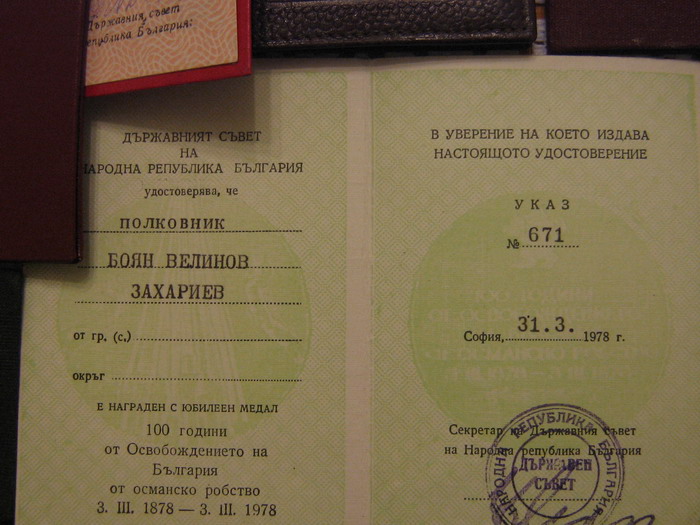 Държавния съвет
Република България:
ДЪРЖАВНИЯТ СЪВЕТ
НА
НАРОДНА РЕПУБЛИКА БЪЛГАРИЯ
удостоверява, че
ПОЛКОВНИК
БОЯН ВЕЛИНОВ
ЗАХАРИЕВ
от гр. (с.)
окръг
Е НАГРАДЕН С ЮБИЛЕЕН МЕДАЛ
100 години
от Освобождението на
България
от османско робство
3. III. 1878 — 3. III. 1978
В УВЕРЕНИЕ НА КОЕТО ИЗДАВА
НАСТОЯЩОТО УДОСТОВЕРЕНИЕ
УКАЗ
№ 671
София, 31.3. 1978 г.
Секретар на Държавния съвет
на Народна република България
НАРОДНА РЕПУБЛИКА БЪЛГАРИЯ
ДЪРЖАВЕН
СЪВЕТ